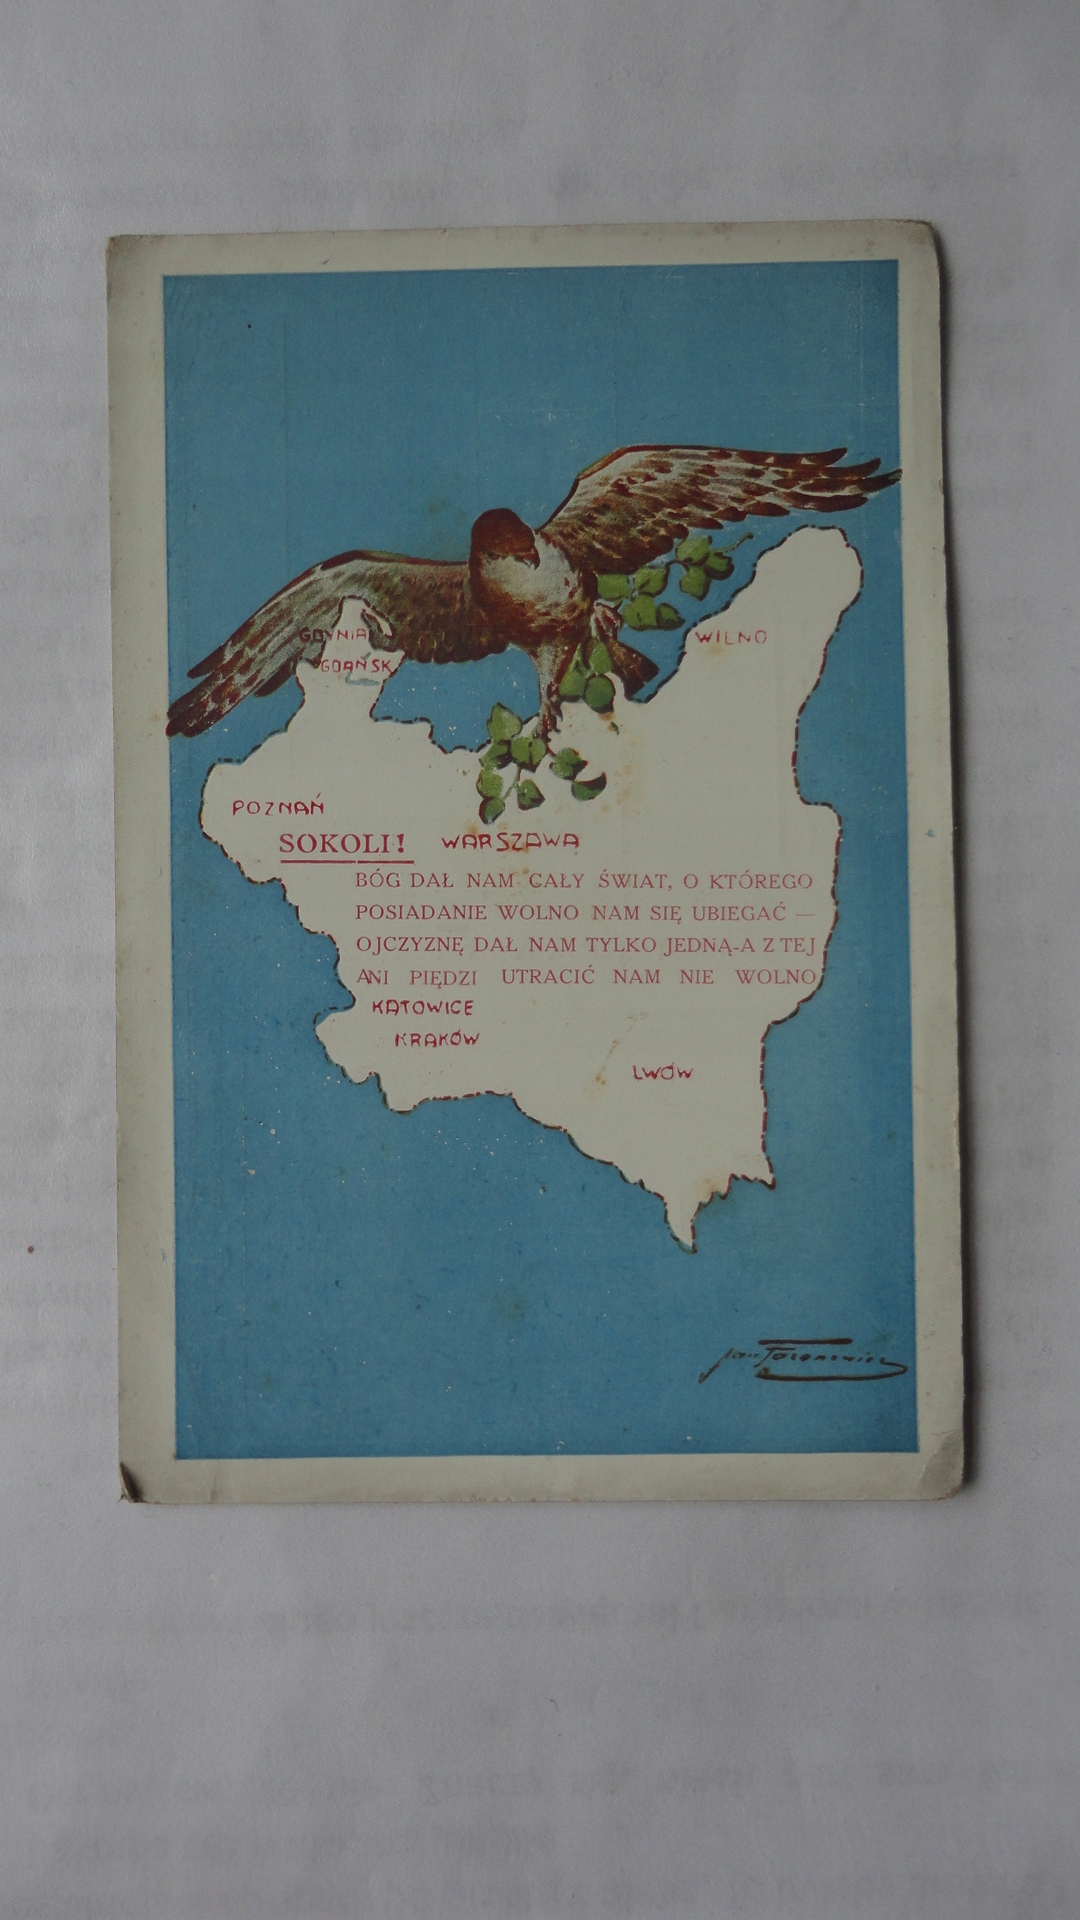 GDYNIA
WILNO
GDAŃSK
POZNAŃ
SOKOLI! WARSZAWA
BÓG DAŁ NAM CAŁY ŚWIAT, O KTÓREGO
POSIADANIE WOLNO NAM SIĘ UBIEGAĆ —
OJCZYZNĘ DAŁ NAM TYLKO JEDNĄ-A Z TEJ
ANI PIĘDZI UTRACIĆ NAM NIE WOLNO
KATOWICE
KRAKÓW
LWÓW
Jan